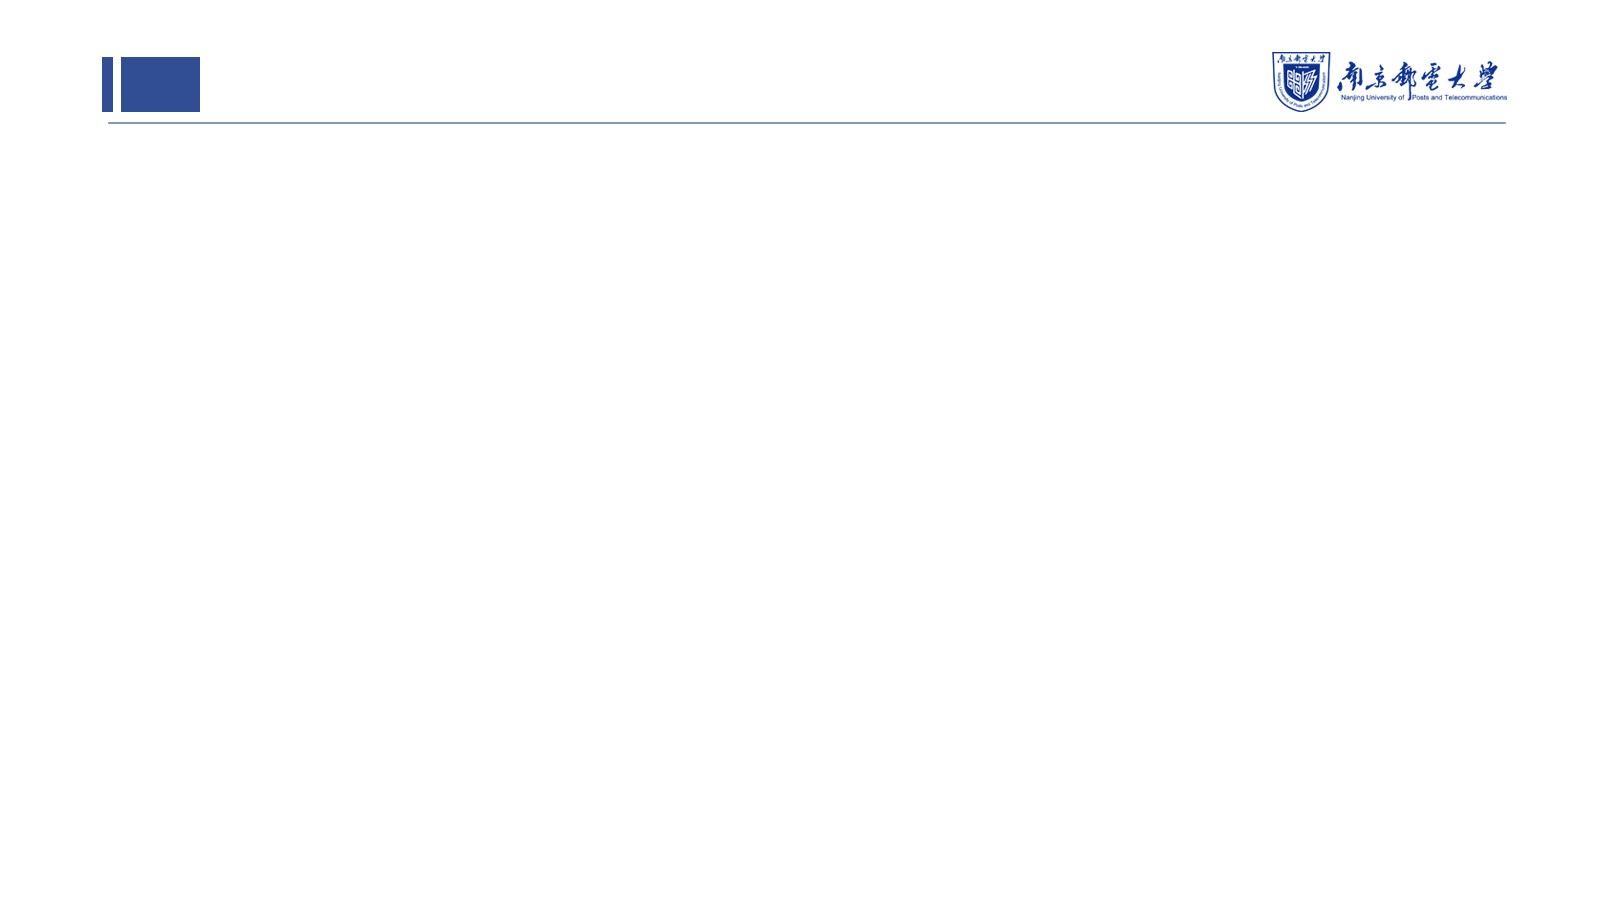 南京邮电大学
Nanjing University of Posts and Telecommunications